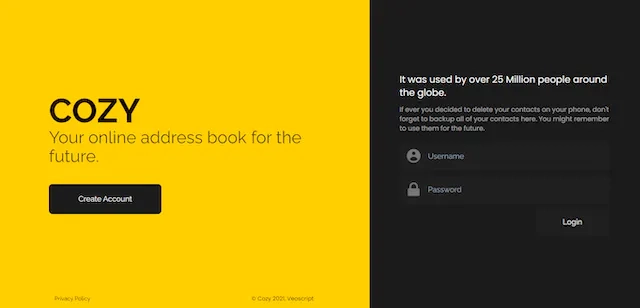 COZY
Your online address book for the
future.
Create Account
Privacy Policy
© Cozy 2021. Veoscript
It was used by over 25 Million people around
the globe.
If ever you decided to delete your contacts on your phone, don't
forget to backup all of your contacts here. You might remember
to use them for the future.
Username
Password
Login